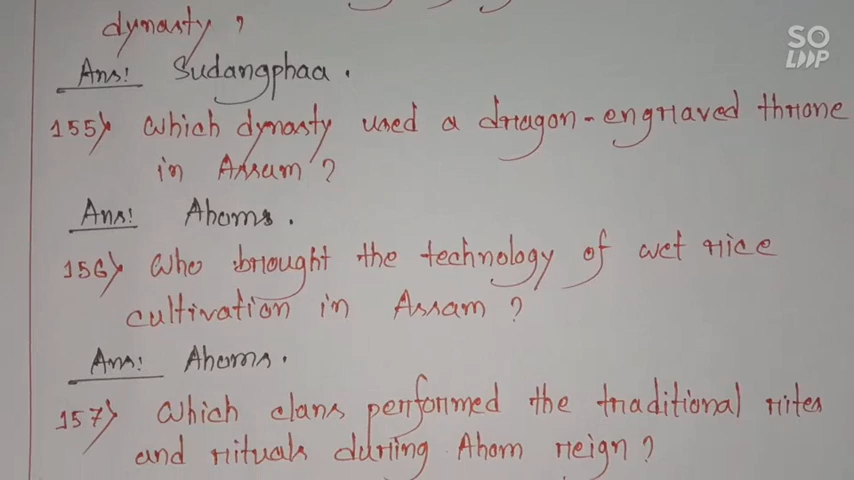 dynasty ?
Ans: Sudangphaa .
155) Which dynasty used a dragon-engraved throne
in Assam ?
Ans: Ahoms .
156) Who brought the technology of wet rice
cultivation in Assam ?
Ans: Ahoms .
157) Which clans performed the traditional rites
and rituals during Ahom reign ?
SOLOOP